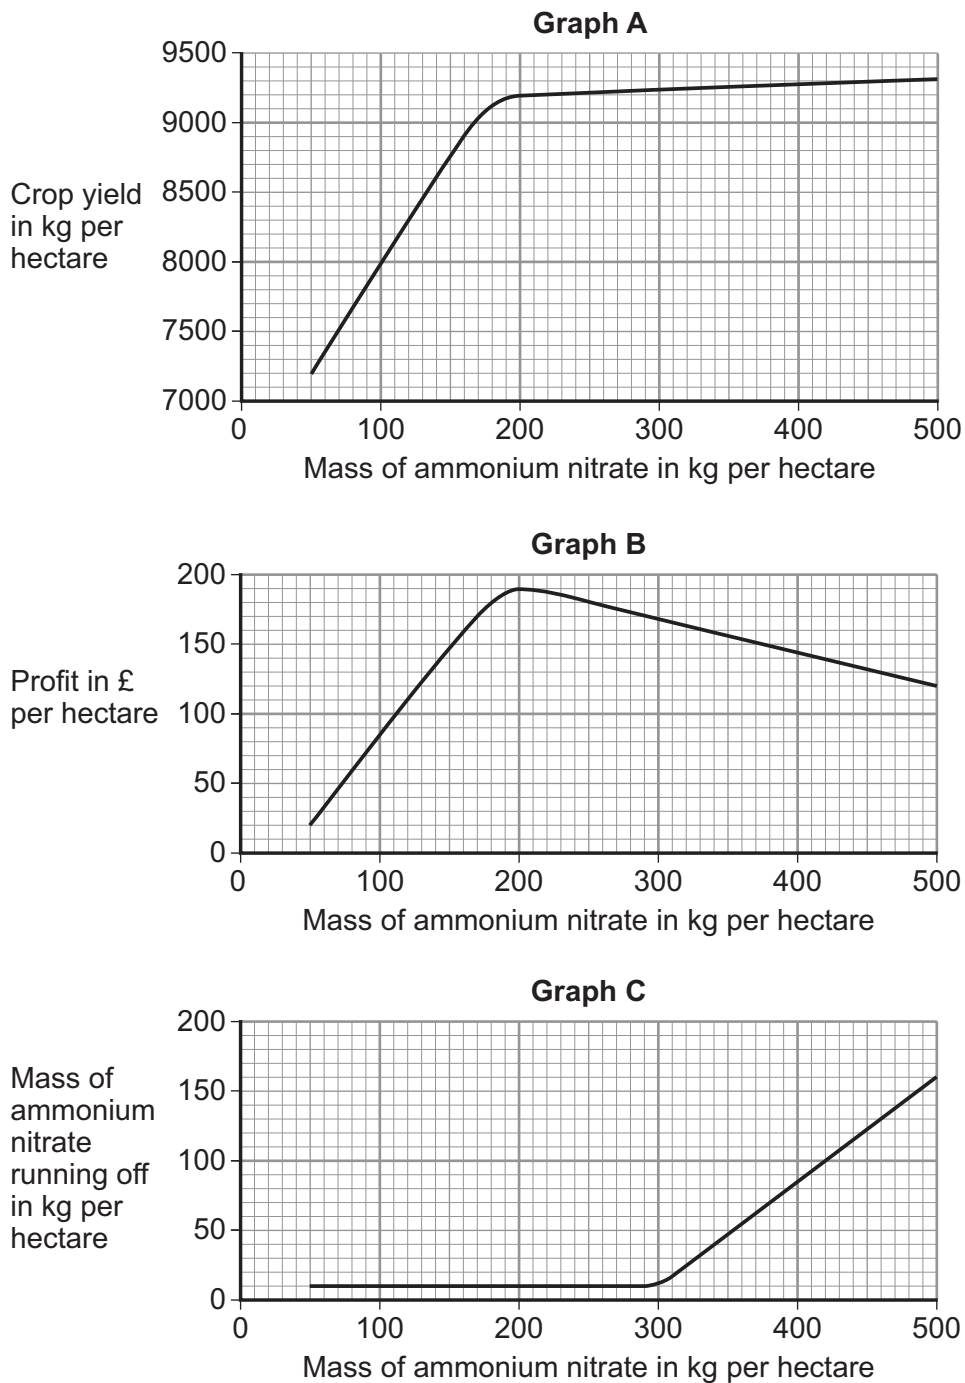 Graph A
9500
9000
8500
8000
7500
7000
Crop yield
in kg per
hectare
0 100 200 300 400 500
Mass of ammonium nitrate in kg per hectare
Graph B
200
150
100
50
0
Profit in £
per hectare
0 100 200 300 400 500
Mass of ammonium nitrate in kg per hectare
Graph C
200
150
100
50
0
Mass of
ammonium
nitrate
running off
in kg per
hectare
0 100 200 300 400 500
Mass of ammonium nitrate in kg per hectare